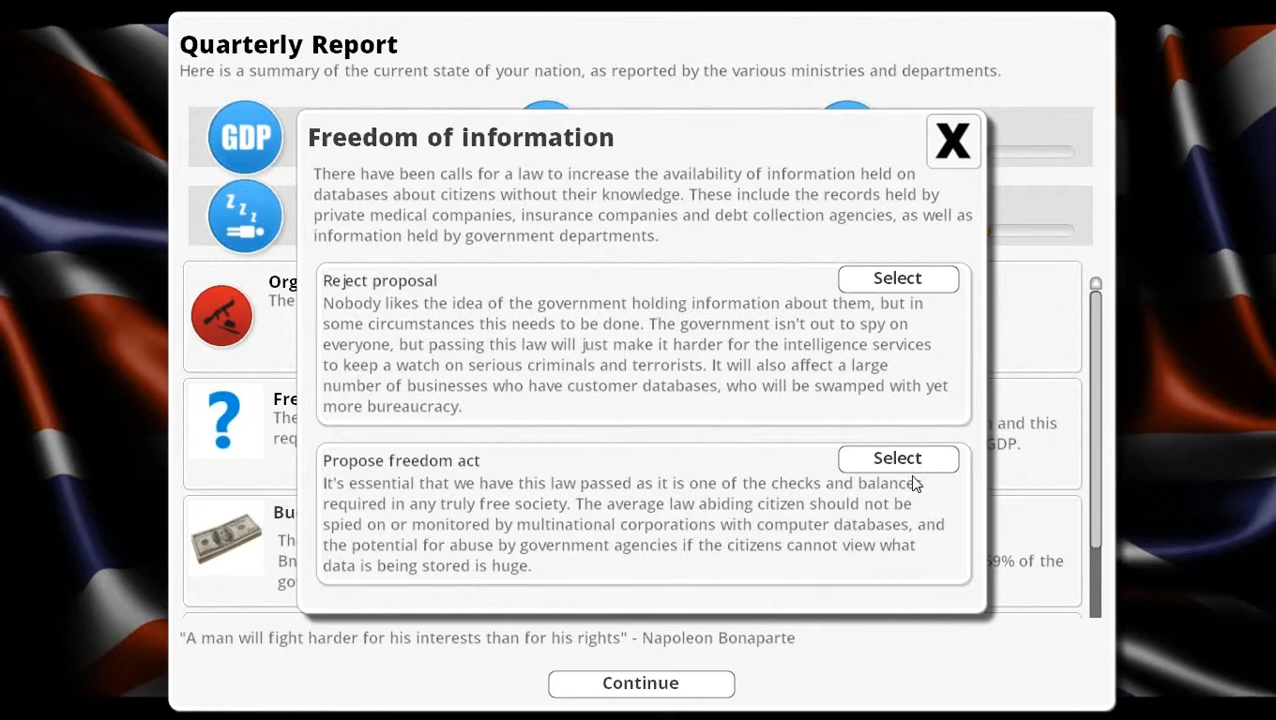 Quarterly Report
Here is a summary of the current state of your nation, as reported by the various ministries and departments.
GDP
z z z
Freedom of information
X
There have been calls for a law to increase the availability of information held on
databases about citizens without their knowledge. These include the records held by
private medical companies, insurance companies and debt collection agencies, as well as
information held by government departments.
Reject proposal
Select
Nobody likes the idea of the government holding information about them, but in
some circumstances this needs to be done. The government isn't out to spy on
everyone, but passing this law will just make it harder for the intelligence services
to keep a watch on serious criminals and terrorists. It will also affect a large
number of businesses who have customer databases, who will be swamped with yet
more bureaucracy.
Propose freedom act
Select
It's essential that we have this law passed as it is one of the checks and balances
required in any truly free society. The average law abiding citizen should not be
spied on or monitored by multinational corporations with computer databases, and
the potential for abuse by government agencies if the citizens cannot view what
data is being stored is huge.
Org
The
Fre
The
req
and this
GDP.
?
Bu
Th
Bn
go
59% of the
"A man will fight harder for his interests than for his rights" - Napoleon Bonaparte
Continue